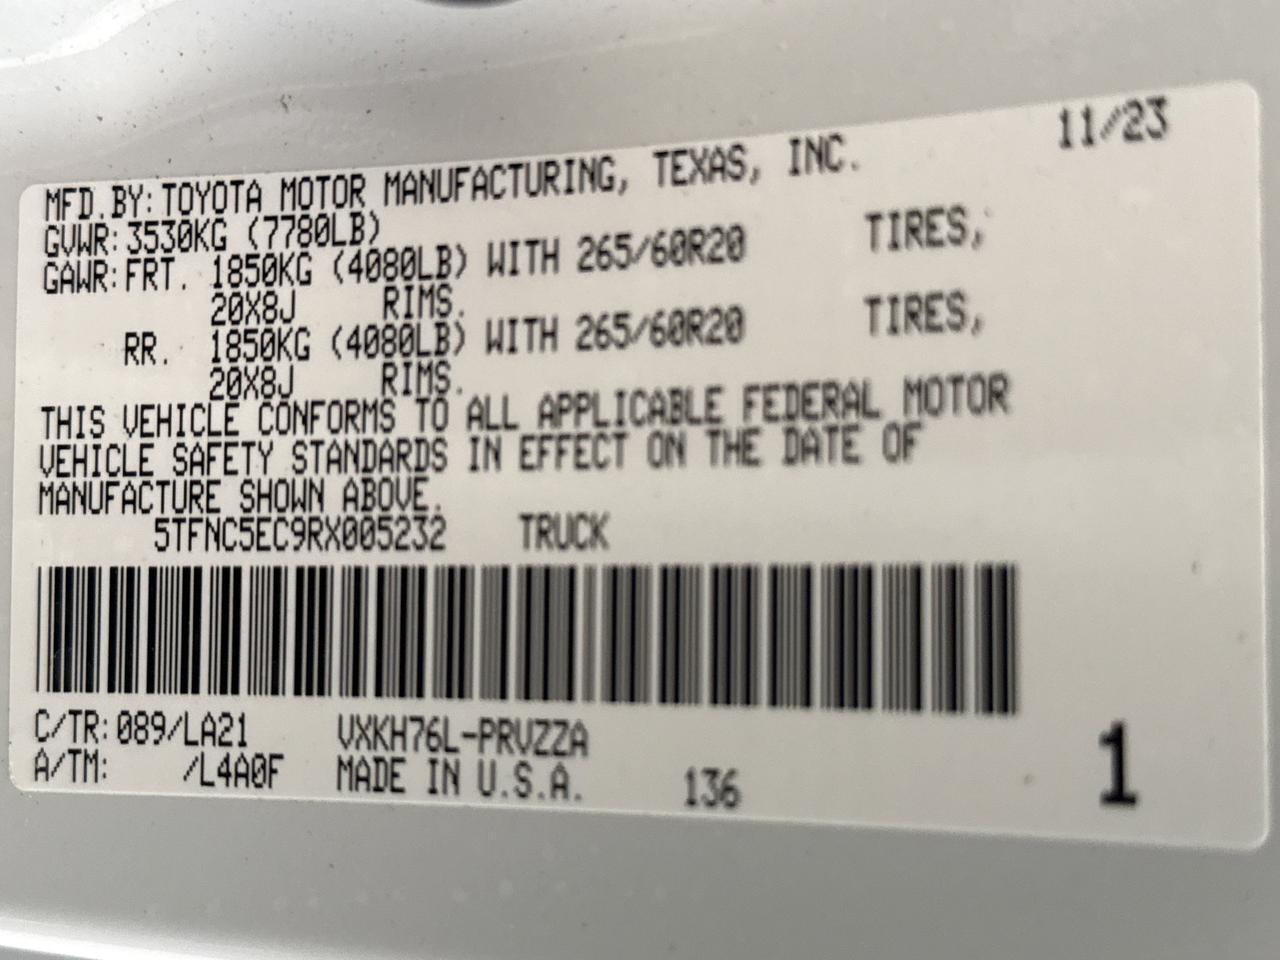 11/23
MFD.BY:TOYOTA MOTOR MANUFACTURING, TEXAS, INC.
GVWR:3530KG (7780LB)
GAWR:FRT. 1850KG (4080LB) WITH 265/60R20 TIRES,
20X8J RIMS.
RR. 1850KG (4080LB) WITH 265/60R20 TIRES,
20X8J RIMS.
THIS VEHICLE CONFORMS TO ALL APPLICABLE FEDERAL MOTOR
VEHICLE SAFETY STANDARDS IN EFFECT ON THE DATE OF
MANUFACTURE SHOWN ABOVE.
5TFNC5EC9RX005232 TRUCK
C/TR:089/LA21 VXKH76L-PRVZZA
A/TM: /L4A0F MADE IN U.S.A. 136
1